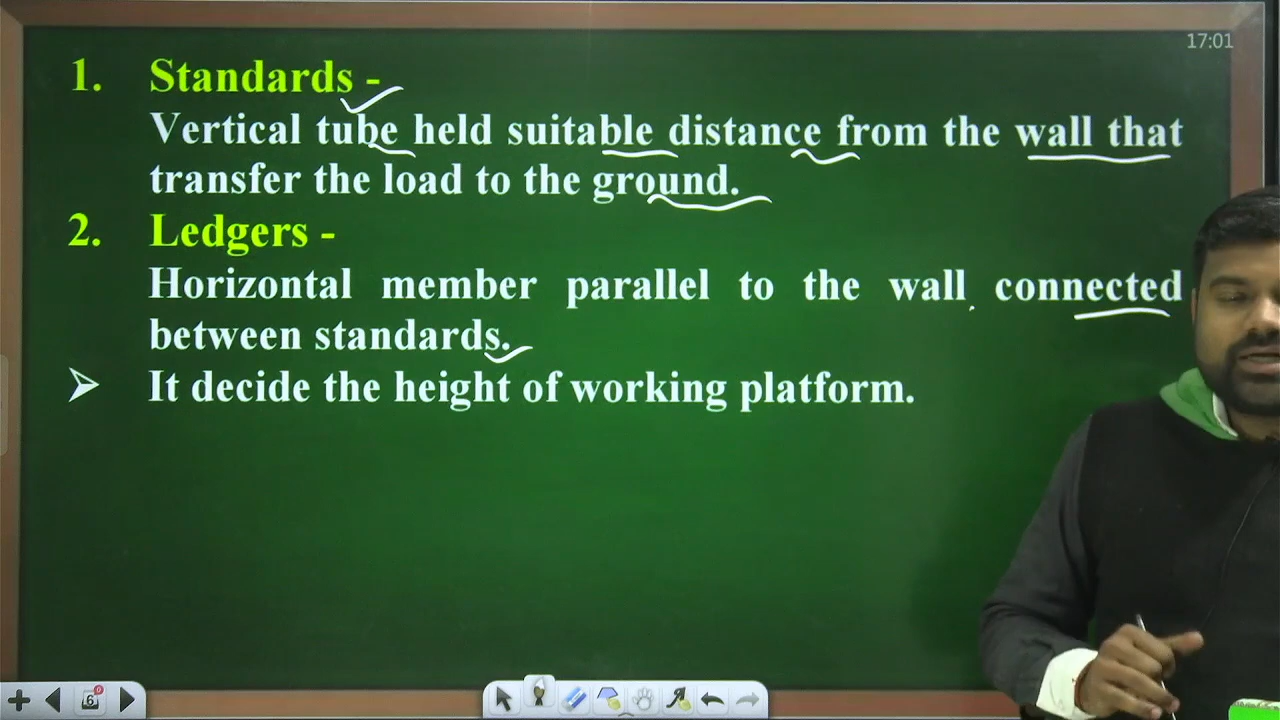 17:01
1. Standards -
Vertical tube held suitable distance from the wall that
transfer the load to the ground.
2. Ledgers -
Horizontal member parallel to the wall connected
between standards.
➢ It decide the height of working platform.
6